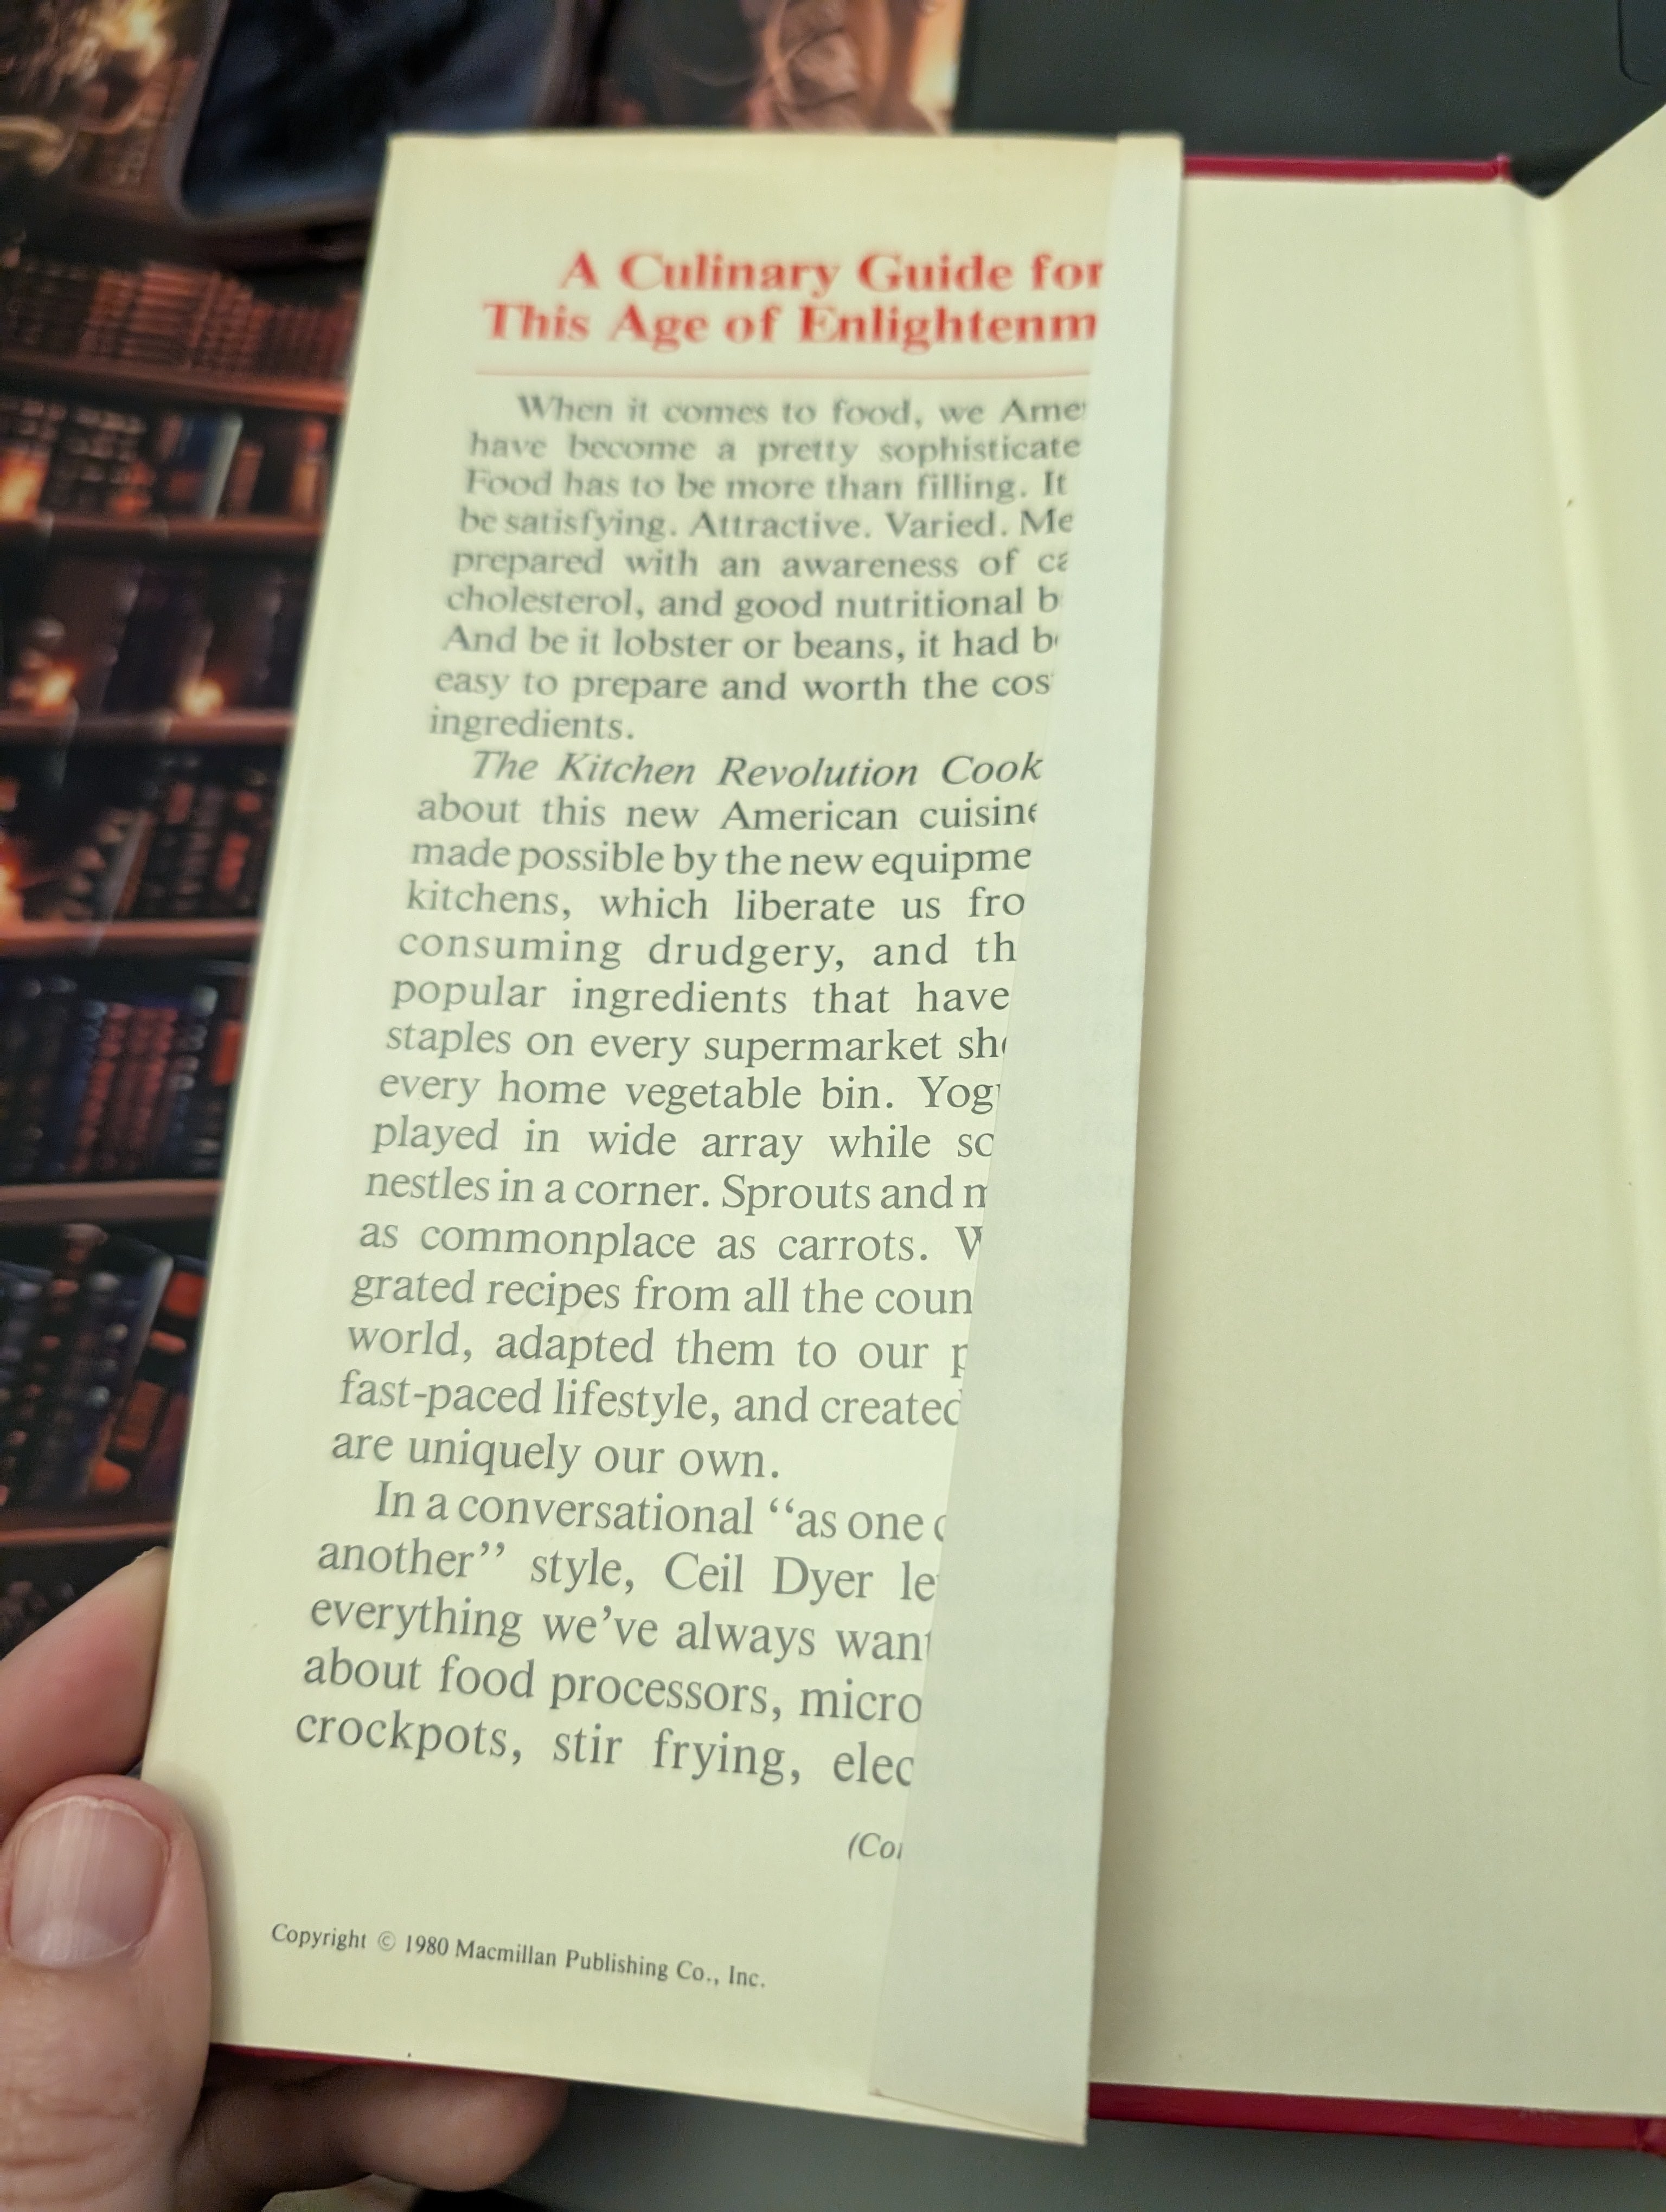 A Culinary Guide for
This Age of Enlightenm
When it comes to food, we Ame
have become a pretty sophisticate
Food has to be more than filling. It
be satisfying. Attractive. Varied. Me
prepared with an awareness of ca
cholesterol, and good nutritional b
And be it lobster or beans, it had b
easy to prepare and worth the cos
ingredients.
The Kitchen Revolution Cook
about this new American cuisine
made possible by the new equipme
kitchens, which liberate us fro
consuming drudgery, and th
popular ingredients that have
staples on every supermarket she
every home vegetable bin. Yog
played in wide array while so
nestles in a corner. Sprouts and m
as commonplace as carrots. W
grated recipes from all the coun
world, adapted them to our p
fast-paced lifestyle, and created
are uniquely our own.
In a conversational “as one c
another” style, Ceil Dyer le
everything we’ve always want
about food processors, micro
crockpots, stir frying, elec
(Con
Copyright © 1980 Macmillan Publishing Co., Inc.